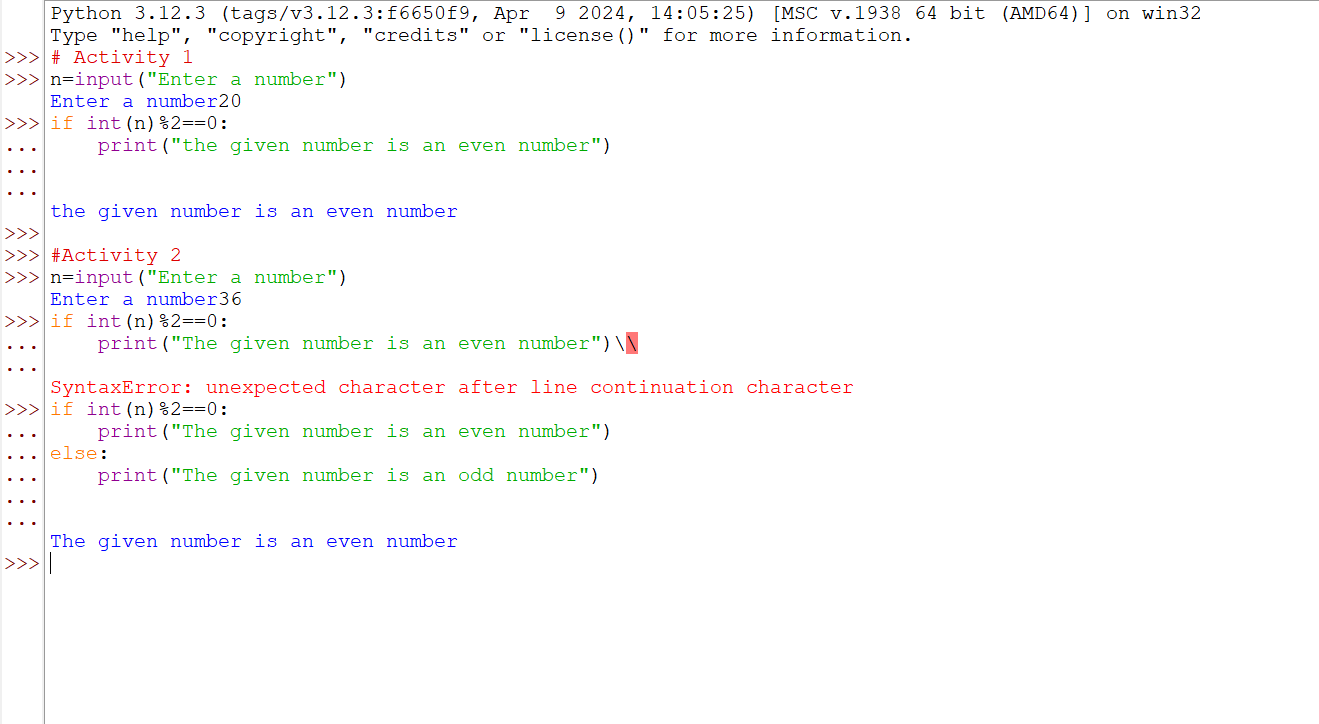 Python 3.12.3 (tags/v3.12.3:f6650f9, Apr  9 2024, 14:05:25) [MSC v.1938 64 bit (AMD64)] on win32
Type "help", "copyright", "credits" or "license()" for more information.
>>> # Activity 1
>>> n=input("Enter a number")
Enter a number20
>>> if int(n)%2==0:
...     print("the given number is an even number")
...
...
the given number is an even number
>>>
>>> #Activity 2
>>> n=input("Enter a number")
Enter a number36
>>> if int(n)%2==0:
...     print("The given number is an even number")\\
...
SyntaxError: unexpected character after line continuation character
>>> if int(n)%2==0:
...     print("The given number is an even number")
... else:
...     print("The given number is an odd number")
...
...
The given number is an even number
>>>